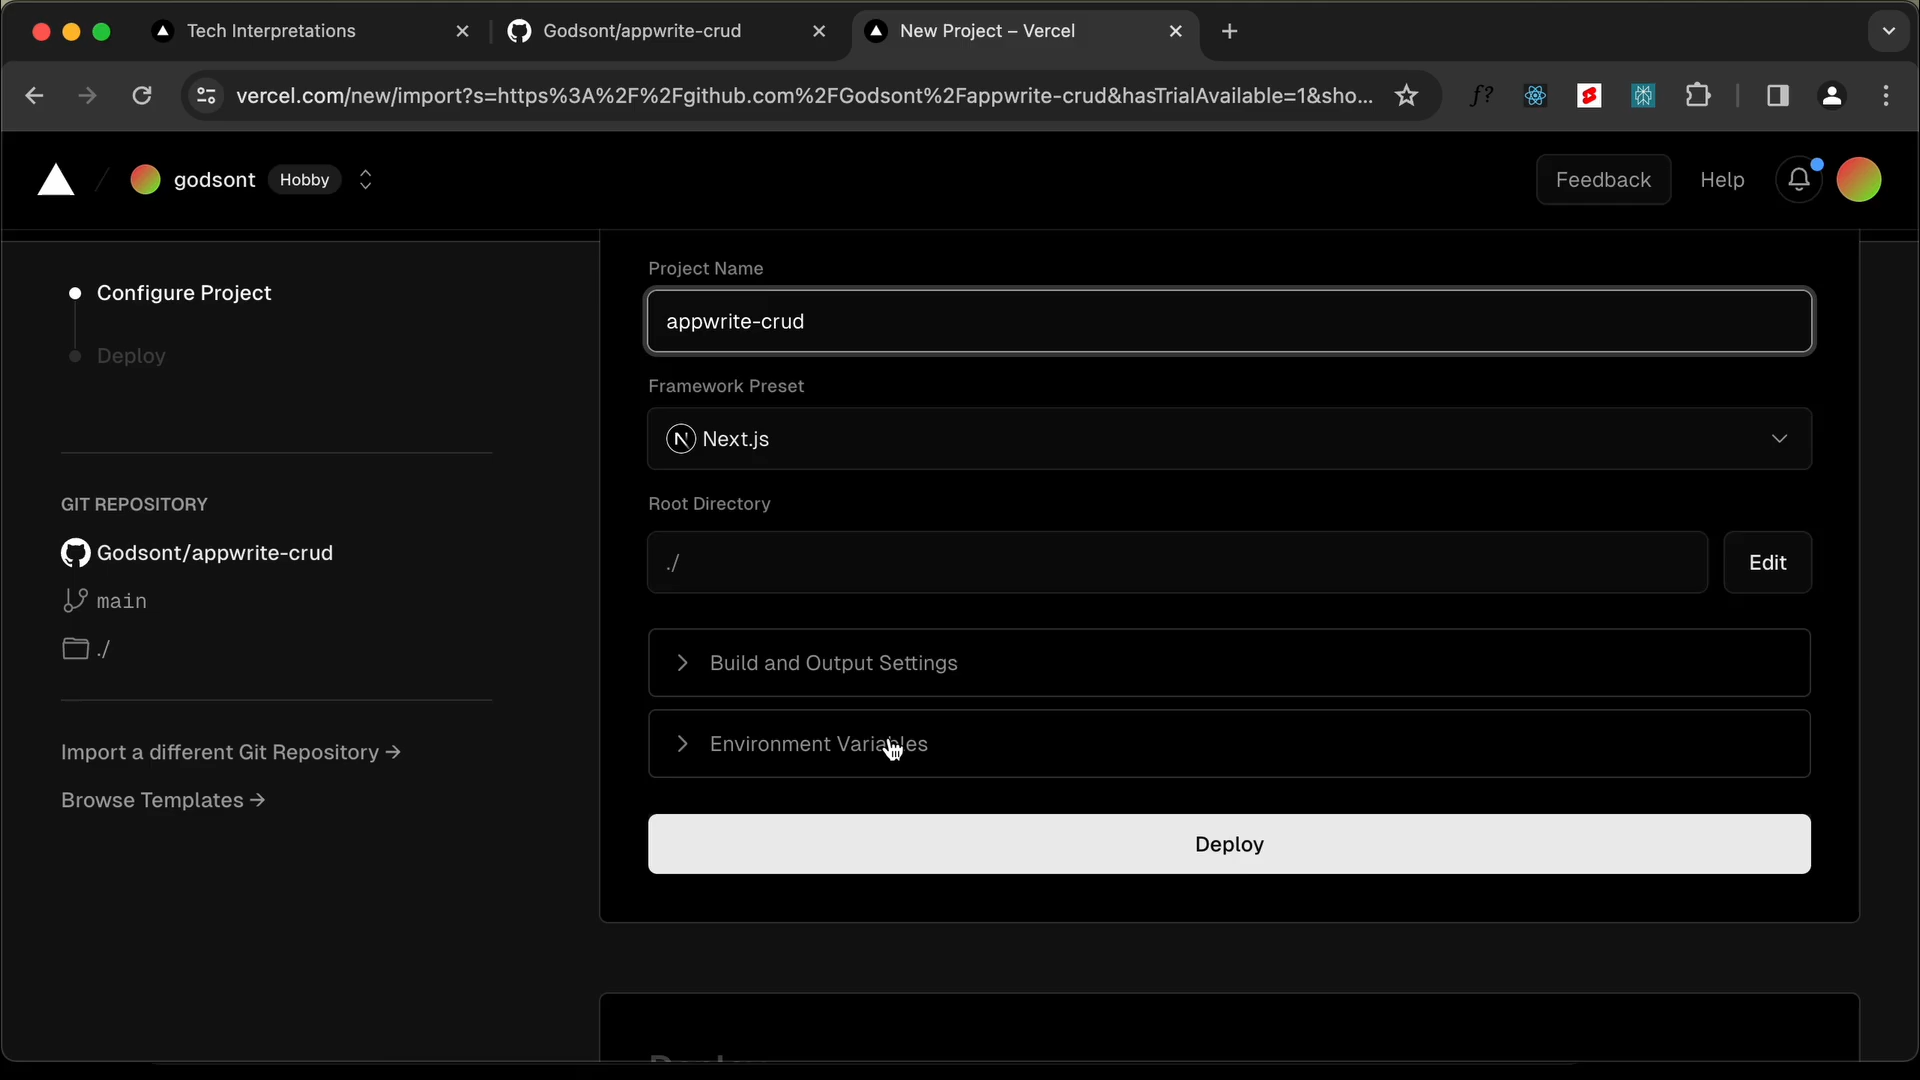 Tech Interpretations
Godsont/appwrite-crud
New Project – Vercel
vercel.com/new/import?s=https%3A%2F%2Fgithub.com%2FGodsont%2Fappwrite-crud&hasTrialAvailable=1&sho...
f?
godsont
Hobby
Feedback
Help
Configure Project
Deploy
GIT REPOSITORY
Godsont/appwrite-crud
main
./
Import a different Git Repository →
Browse Templates →
Project Name
appwrite-crud
Framework Preset
N Next.js
Root Directory
./
Edit
Build and Output Settings
Environment Variables
Deploy